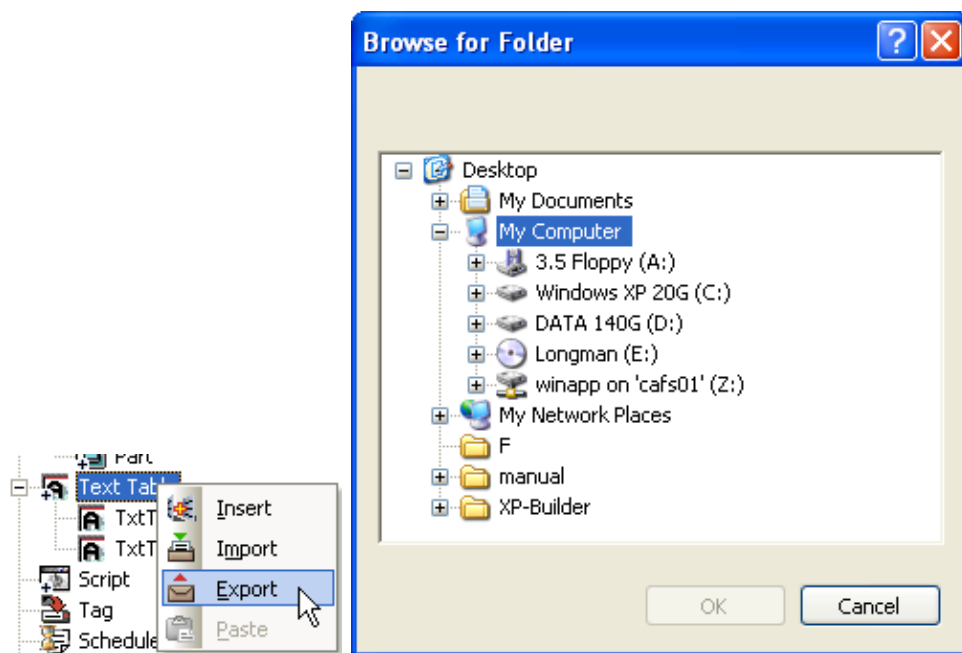 Browse for Folder
Desktop
My Documents
My Computer
3.5 Floppy (A:)
Windows XP 20G (C:)
DATA 140G (D:)
Longman (E:)
winapp on 'cafs01' (Z:)
My Network Places
F
manual
XP-Builder
OK Cancel
Part
Text Tabl
TxtT
TxtT
Script
Tag
Schedule
Insert
Import
Export
Paste